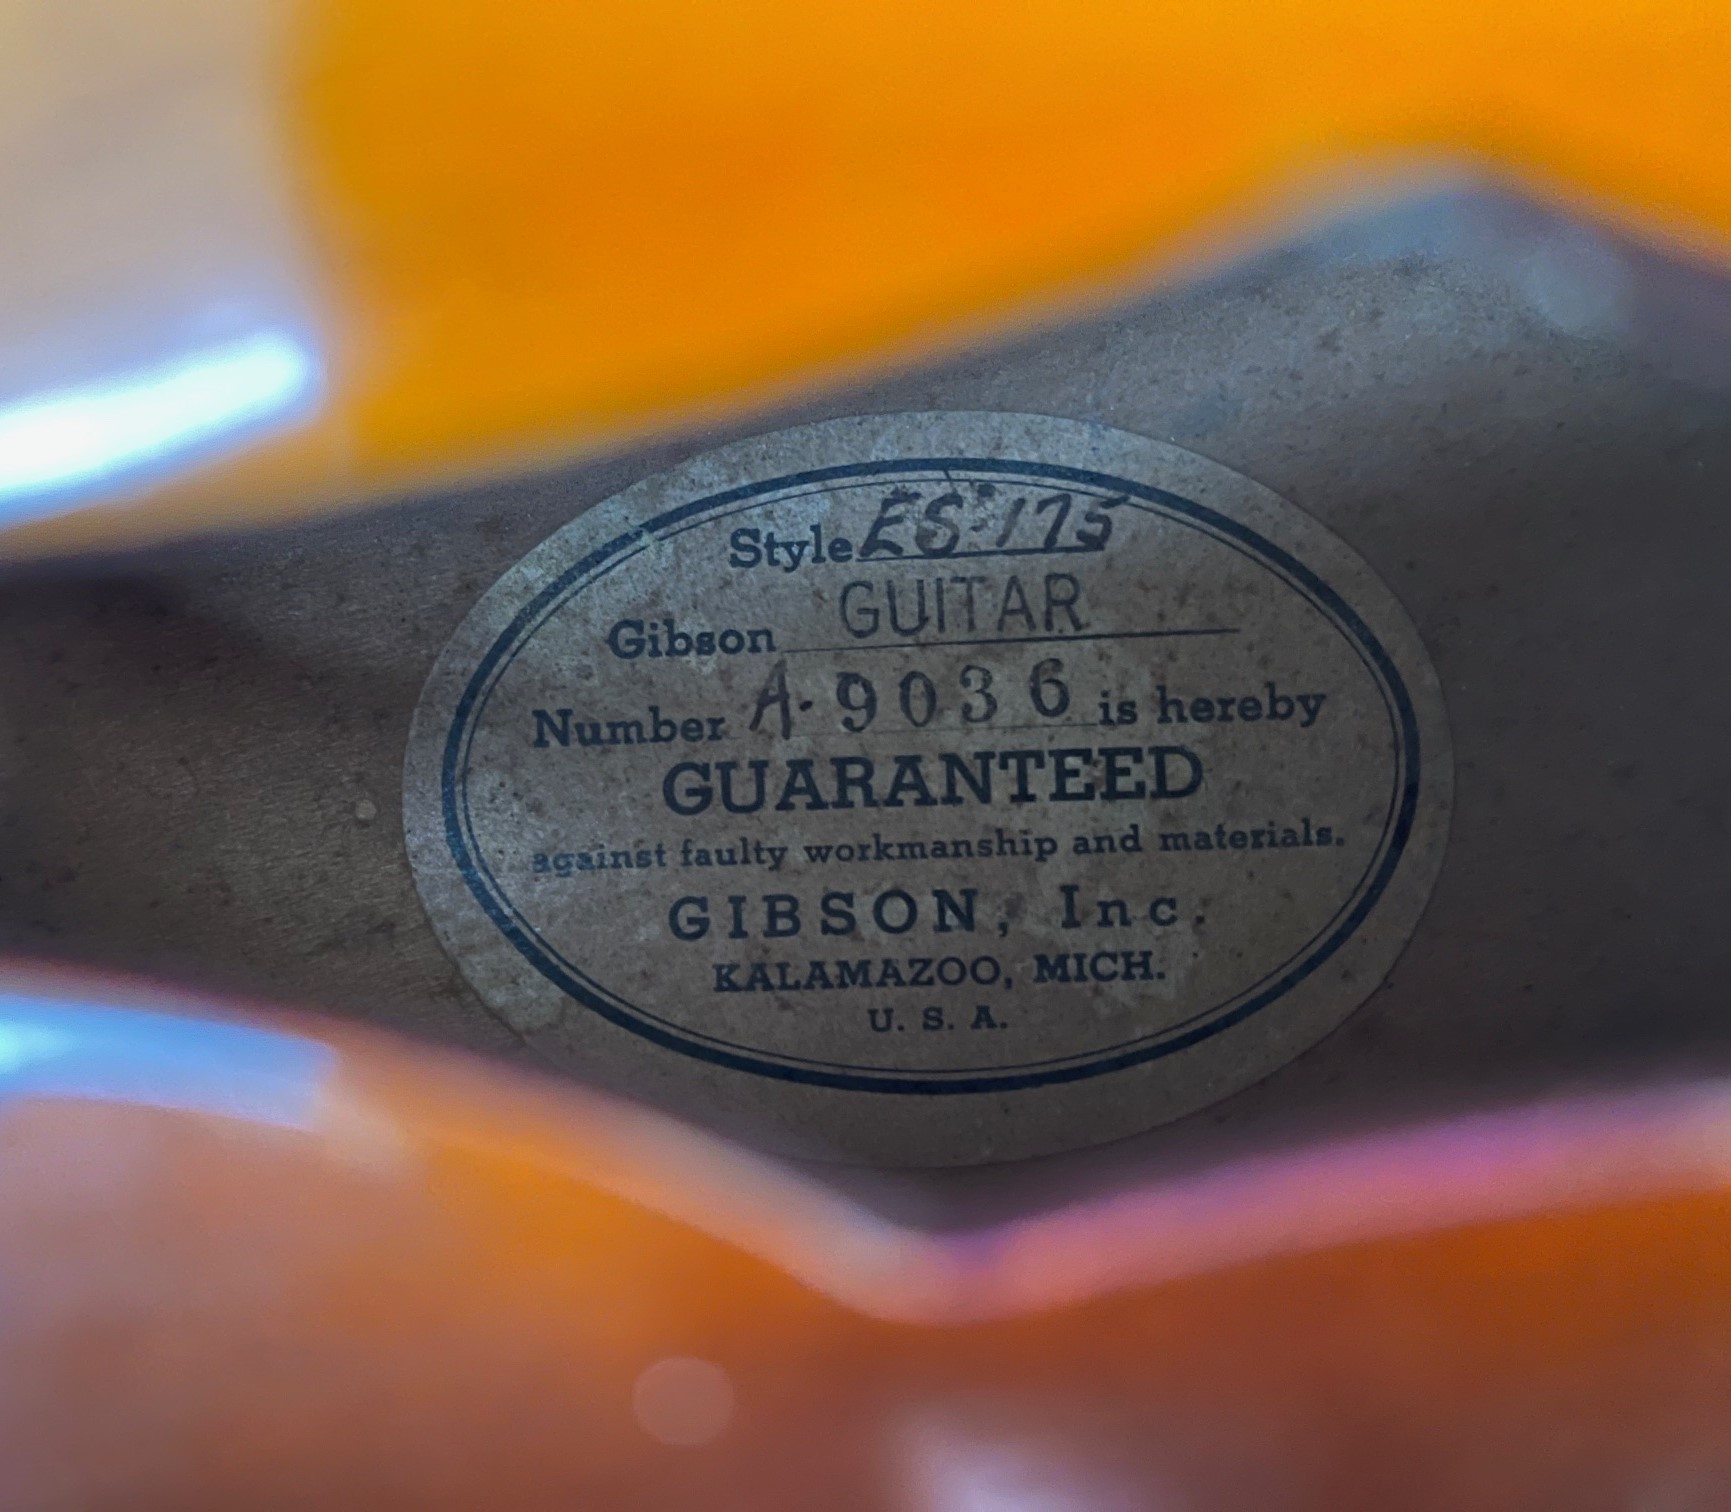 Style ES-175
Gibson GUITAR
Number A-9036 is hereby
GUARANTEED
against faulty workmanship and materials.
GIBSON, Inc.
KALAMAZOO, MICH.
U. S. A.